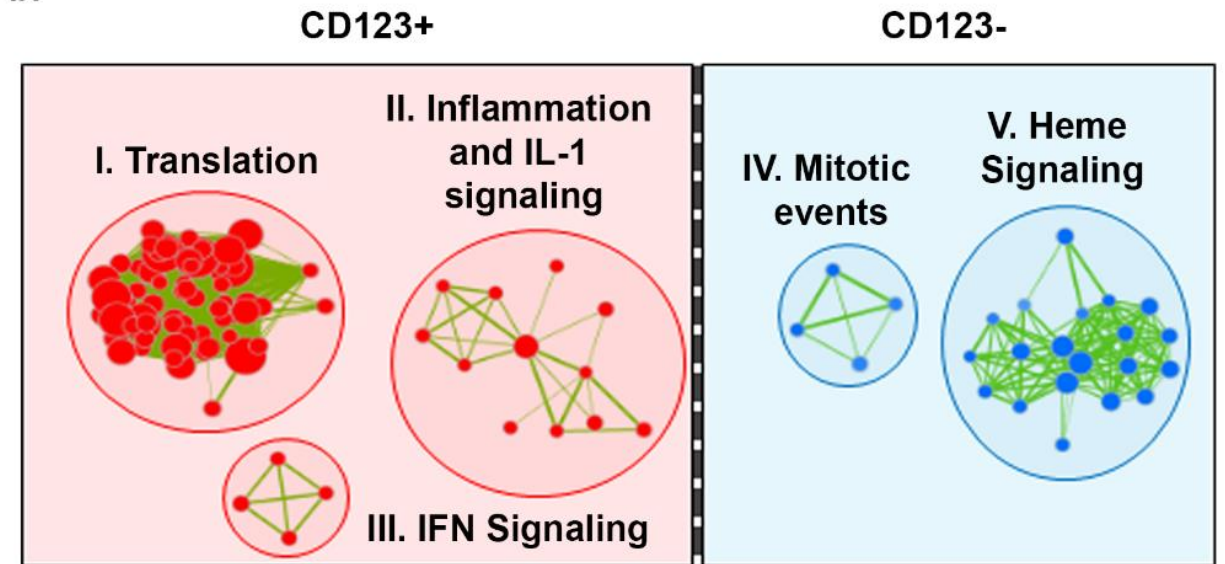 CD123+
CD123-
I. Translation
II. Inflammation
and IL-1
signaling
III. IFN Signaling
IV. Mitotic
events
V. Heme
Signaling